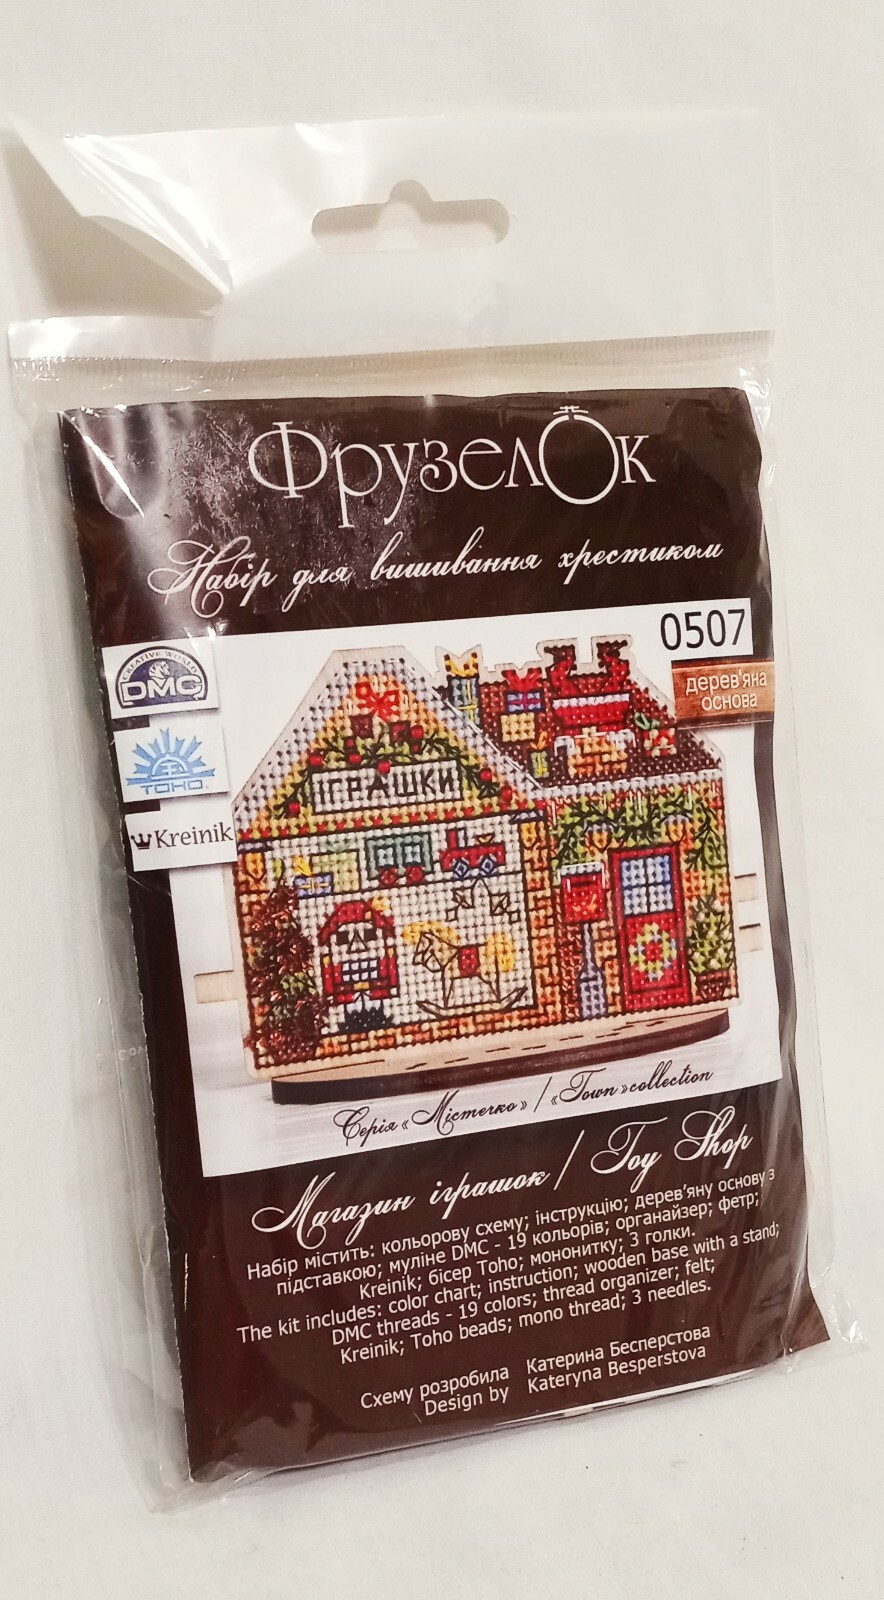 ФрузелОк
Набір для вишивання хрестиком
0507
CREATIVE WORLD
DMC
дерев'яна
основа
TOHO.
Kreinik
ІГРАШКИ
Серія «Містечко» / «Town» collection
Магазин іграшок / Toy Shop
Набір містить: кольорову схему; інструкцію; дерев'яну основу з
підставкою; муліне DMC - 19 кольорів; органайзер; фетр;
Kreinik; бісер Toho; мононитку; 3 голки.
The kit includes: color chart; instruction; wooden base with a stand;
DMC threads - 19 colors; thread organizer; felt;
Kreinik; Toho beads; mono thread; 3 needles.
Схему розробила Катерина Бесперстова
Design by Kateryna Besperstova